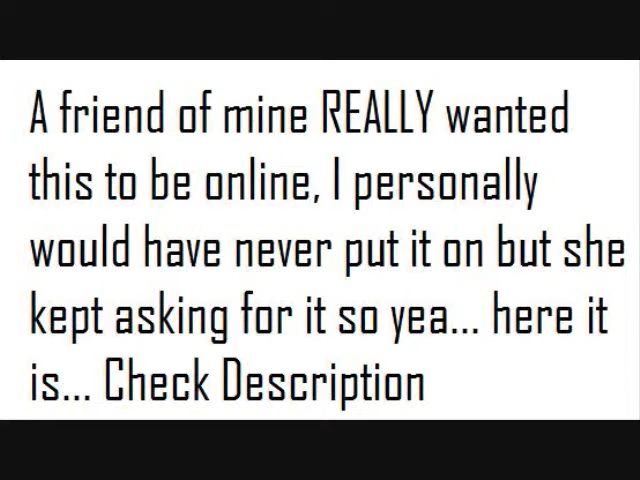 A friend of mine REALLY wanted
this to be online, I personally
would have never put it on but she
kept asking for it so yea... here it
is... Check Description